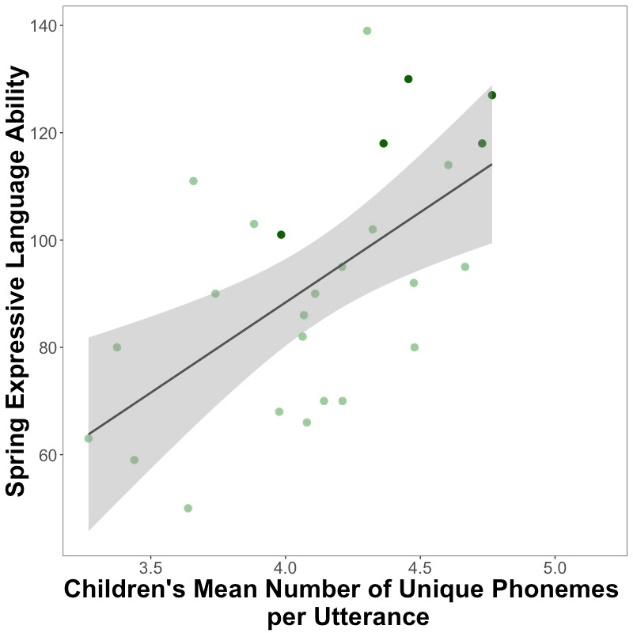 140
120
100
80
60
Spring Expressive Language Ability
3.5 4.0 4.5 5.0
Children's Mean Number of Unique Phonemes
per Utterance